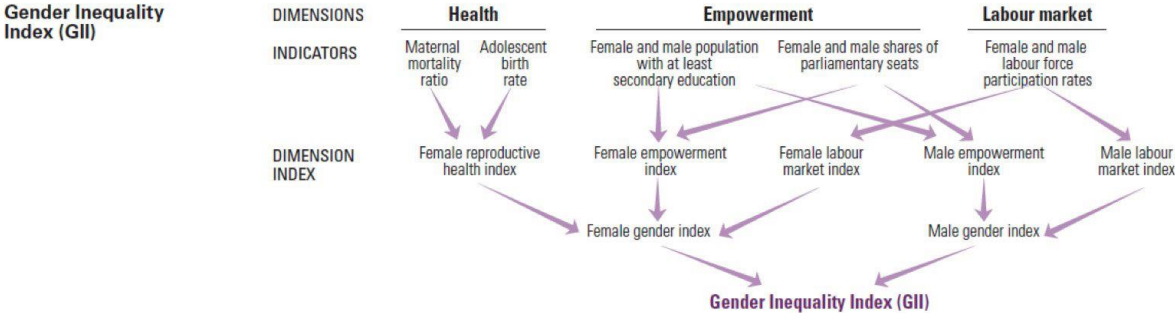 Gender Inequality
Index (GII)
DIMENSIONS
Health
Empowerment
Labour market
INDICATORS
Maternal
mortality
ratio
Adolescent
birth
rate
Female and male population
with at least
secondary education
Female and male shares of
parliamentary seats
Female and male
labour force
participation rates
DIMENSION
INDEX
Female reproductive
health index
Female empowerment
index
Female labour
market index
Male empowerment
index
Male labour
market index
Female gender index
Male gender index
Gender Inequality Index (GII)